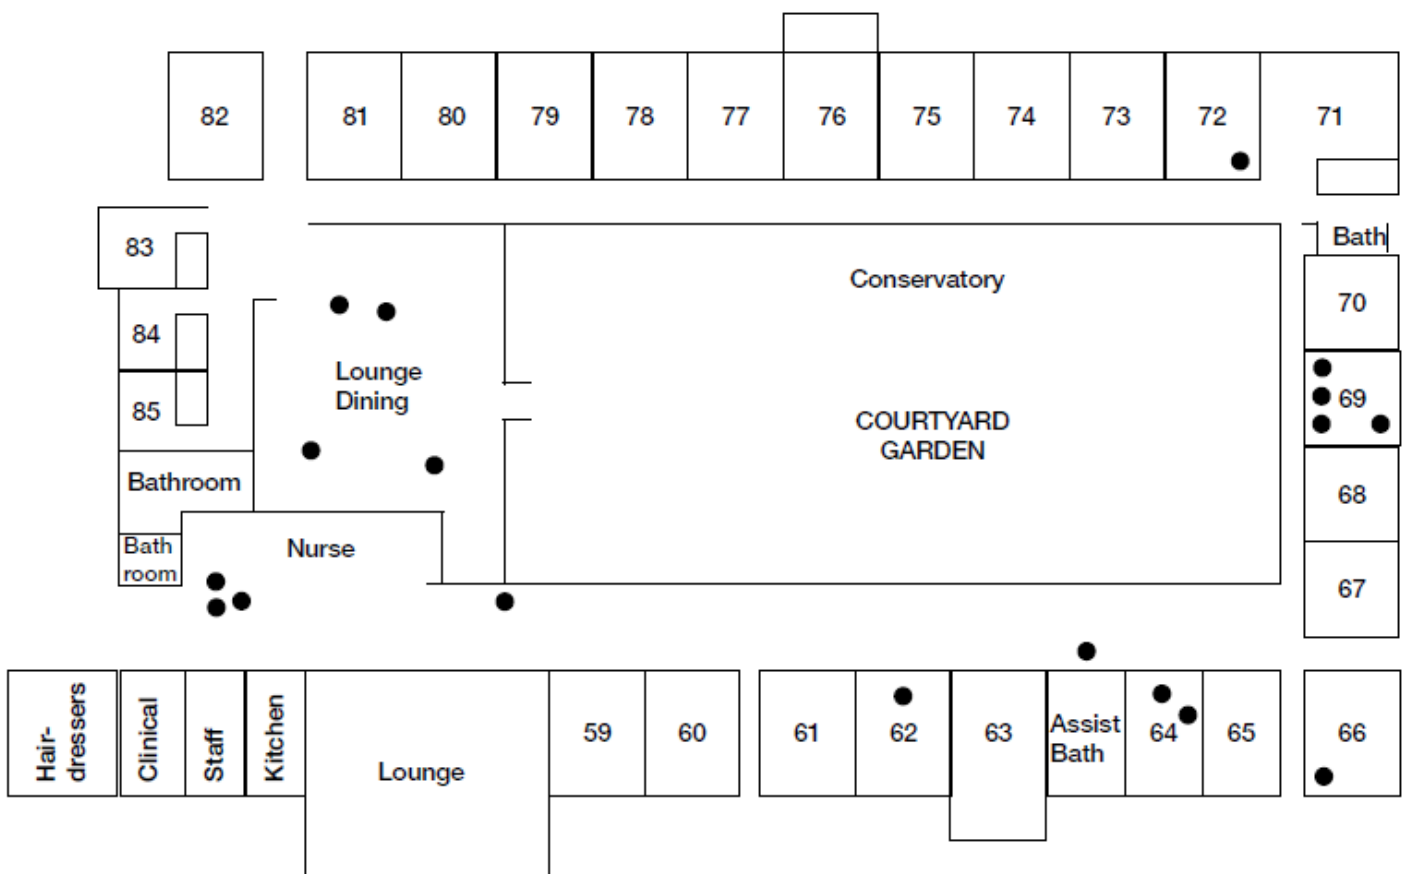 82
81
80
79
78
77
76
75
74
73
72
71
83
Bath
Conservatory
70
84
Lounge
Dining
69
85
COURTYARD
GARDEN
Bathroom
68
Bath
room
Nurse
67
Hair-
dressers
Clinical
Staff
Kitchen
Lounge
59
60
61
62
63
Assist
Bath
64
65
66